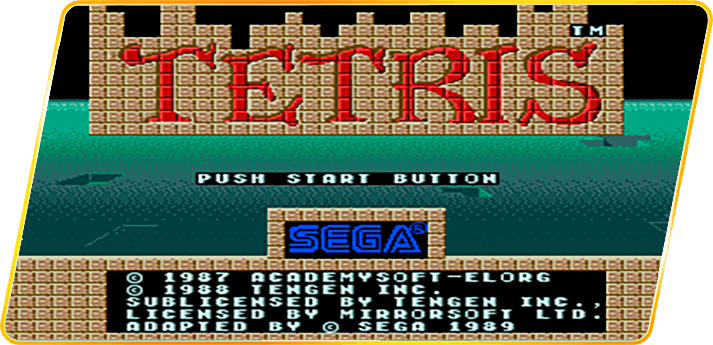 TM
TETRIS
PUSH START BUTTON
SEGA®
© 1987 ACADEMYSOFT-ELORG
© 1988 TENGEN INC.
SUBLICENSED BY TENGEN INC.,
LICENSED BY MIRRORSOFT LTD.
ADAPTED BY © SEGA 1989